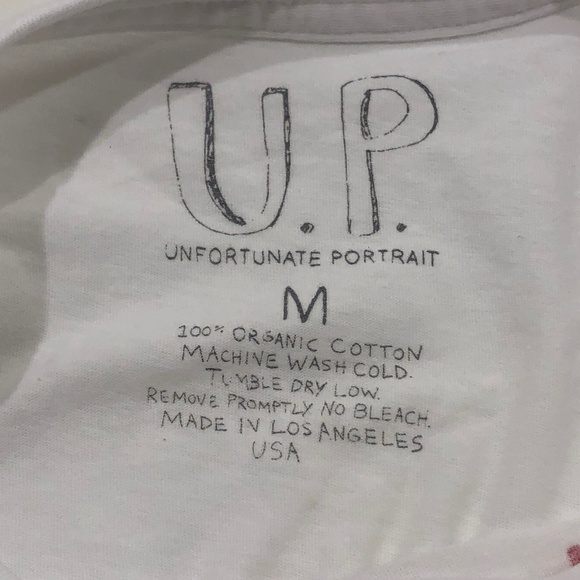 U.P.
UNFORTUNATE PORTRAIT
M
100% ORGANIC COTTON
MACHINE WASH COLD.
TUMBLE DRY LOW.
REMOVE PROMPTLY NO BLEACH.
MADE IN LOS ANGELES
USA